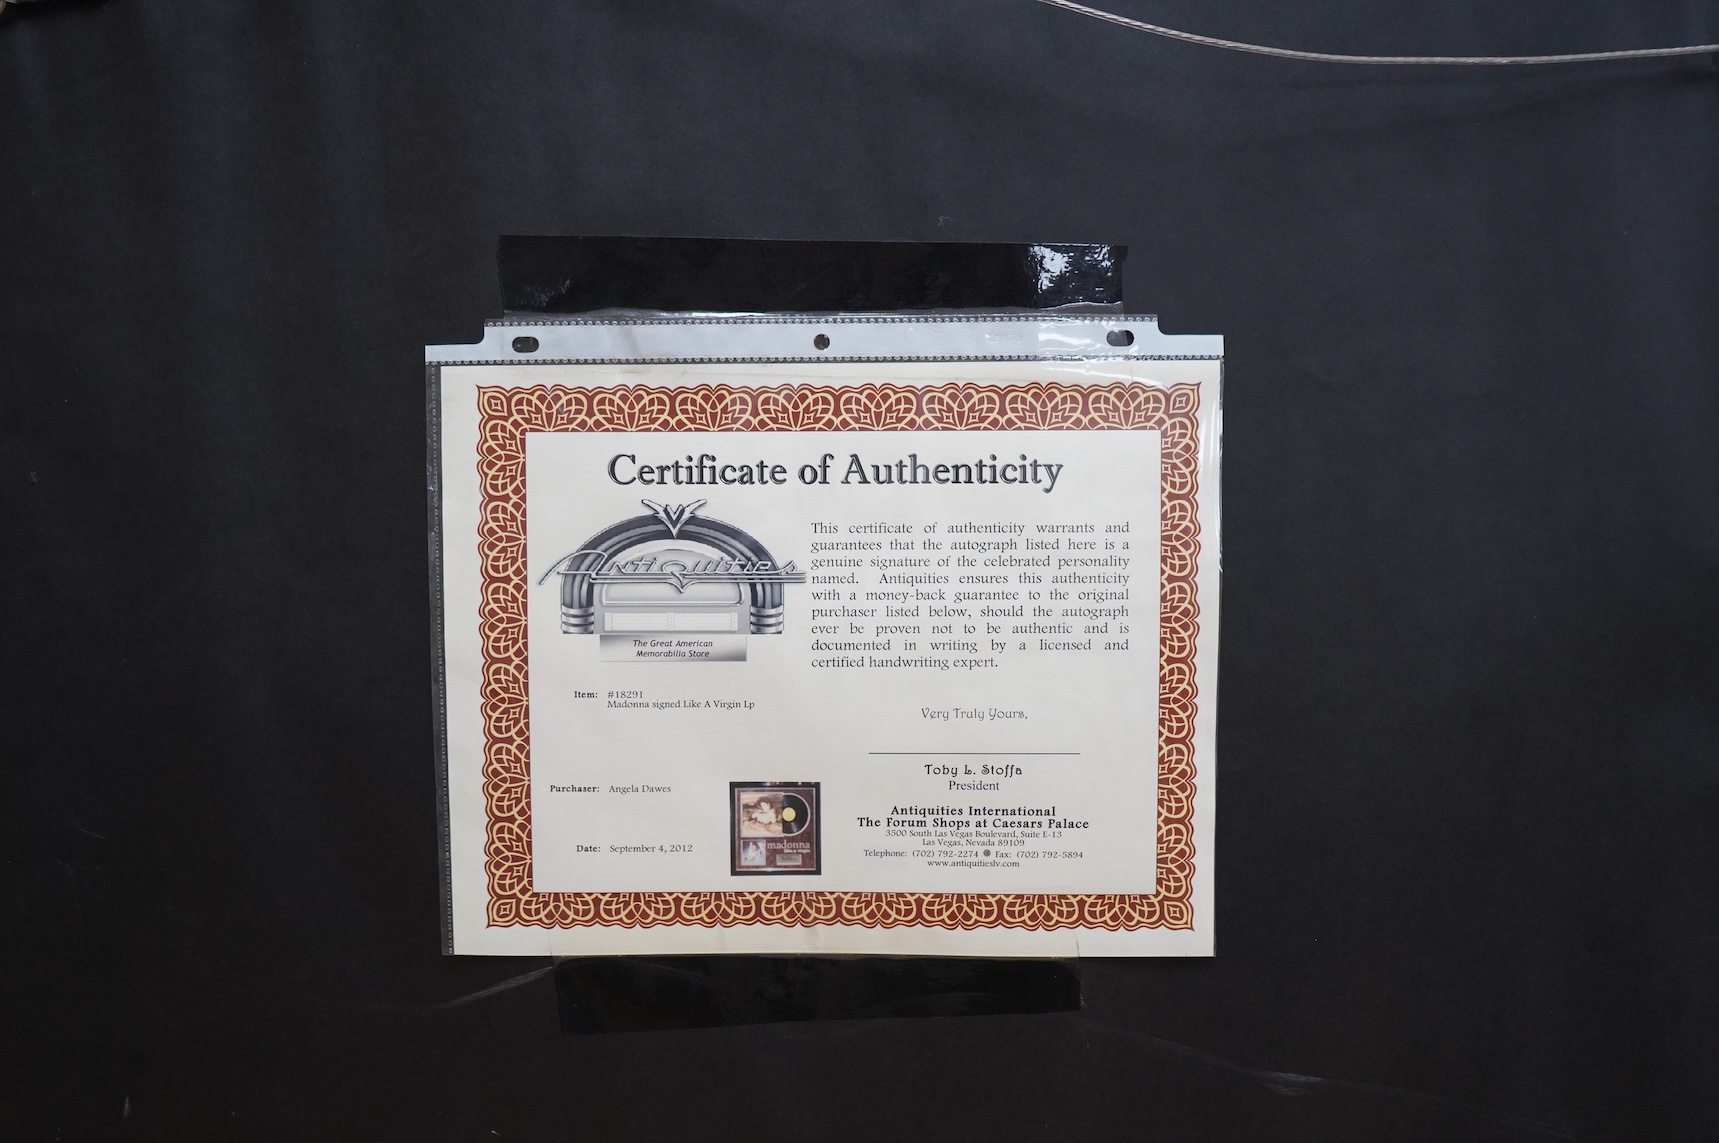 Certificate of Authenticity
Antiquities
The Great American
Memorabilia Store
This certificate of authenticity warrants and
guarantees that the autograph listed here is a
genuine signature of the celebrated personality
named. Antiquities ensures this authenticity
with a money-back guarantee to the original
purchaser listed below, should the autograph
ever be proven not to be authentic and is
documented in writing by a licensed and
certified handwriting expert.
Item: #18291
Madonna signed Like A Virgin Lp
Very Truly Yours,
Toby L. Stoffa
President
Purchaser: Angela Dawes
madonna
like a virgin
Date: September 4, 2012
Antiquities International
The Forum Shops at Caesars Palace
3500 South Las Vegas Boulevard, Suite E-13
Las Vegas, Nevada 89109
Telephone: (702) 792-2274 Fax: (702) 792-5894
www.antiquitieslv.com